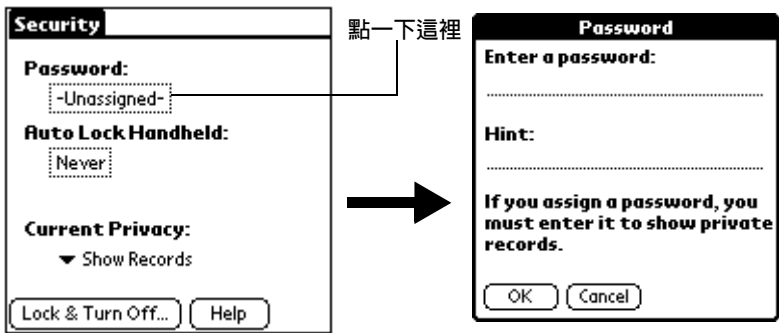 Security
Password:
-Unassigned-
Auto Lock Handheld:
Never
Current Privacy:
Show Records
Lock & Turn Off...
Help
點一下這裡
Password
Enter a password:
Hint:
If you assign a password, you
must enter it to show private
records.
OK
Cancel